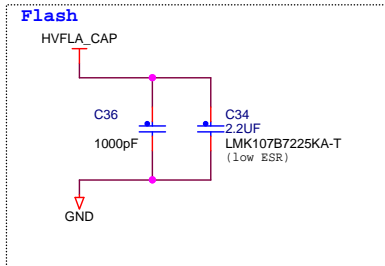 Flash
HVFLA_CAP
C36
1000pF
C34
2.2UF
LMK107B7225KA-T
(low ESR)
GND